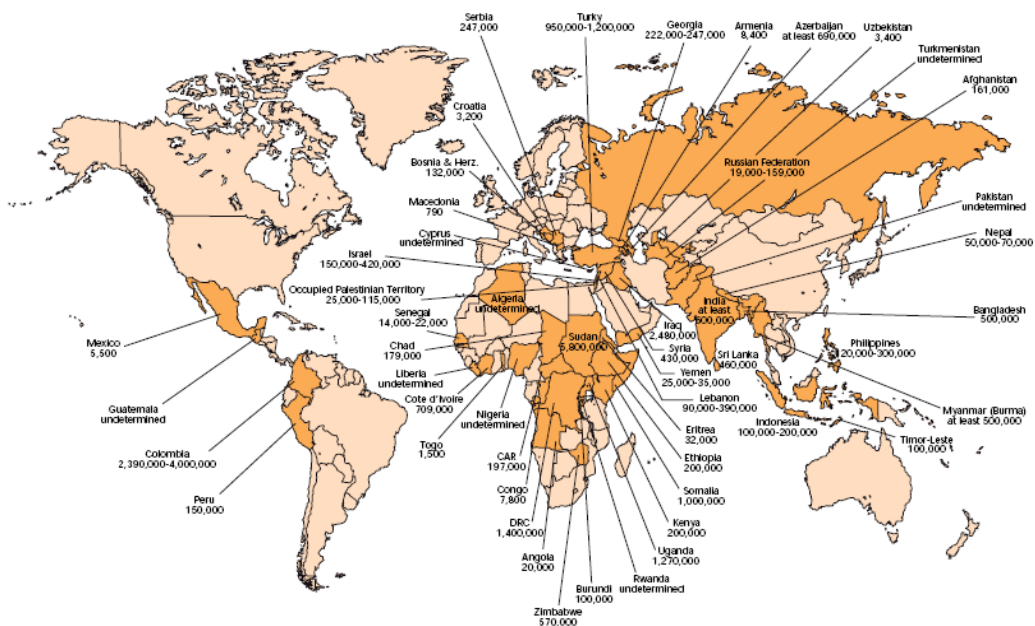 Serbia
247,000
Turky
950,000-1,200,000
Georgia
222,000-247,000
Armenia
8,400
Azerbaijan
at least 690,000
Uzbekistan
3,400
Turkmenistan
undetermined
Afghanistan
161,000
Croatia
3,200
Bosnia & Herz.
132,000
Russian Federation
19,000-159,000
Macedonia
790
Pakistan
undetermined
Cyprus
undetermined
Nepal
50,000-70,000
Israel
150,000-420,000
Occupied Palestinian Territory
25,000-115,000
Algeria
undetermined
India
at least
600,000
Bangladesh
500,000
Senegal
14,000-22,000
Iraq
2,480,000
Mexico
5,500
Chad
179,000
Sudan
5,800,000
Syria
430,000
Sri Lanka
460,000
Philippines
20,000-300,000
Liberia
undetermined
Yemen
25,000-35,000
Cote d'Ivoire
709,000
Lebanon
90,000-390,000
Guatemala
undetermined
Nigeria
undetermined
Myanmar (Burma)
at least 500,000
Indonesia
100,000-200,000
Eritrea
32,000
Timor-Leste
100,000
Togo
1,500
Colombia
2,390,000-4,000,000
CAR
197,000
Ethiopia
200,000
Congo
7,800
Somalia
1,000,000
Peru
150,000
DRC
1,400,000
Kenya
200,000
Angola
20,000
Uganda
1,270,000
Rwanda
undetermined
Burundi
100,000
Zimbabwe
570,000